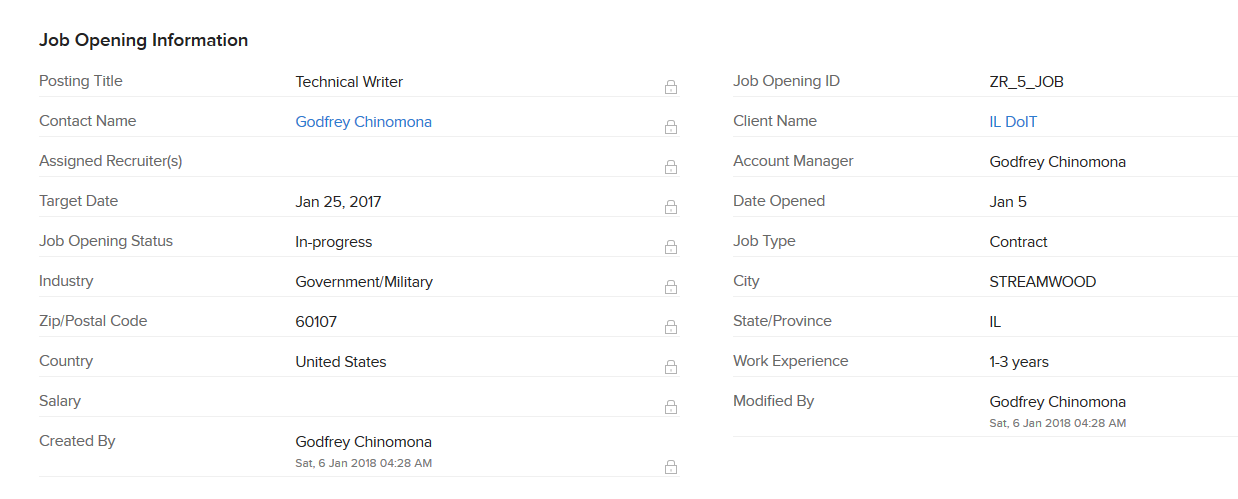 Job Opening Information
Posting Title Technical Writer
Job Opening ID ZR_5_JOB
Contact Name Godfrey Chinomona
Client Name IL DoIT
Assigned Recruiter(s)
Account Manager Godfrey Chinomona
Target Date Jan 25, 2017
Date Opened Jan 5
Job Opening Status In-progress
Job Type Contract
Industry Government/Military
City STREAMWOOD
Zip/Postal Code 60107
State/Province IL
Country United States
Work Experience 1-3 years
Salary
Modified By Godfrey Chinomona
Sat, 6 Jan 2018 04:28 AM
Created By Godfrey Chinomona
Sat, 6 Jan 2018 04:28 AM